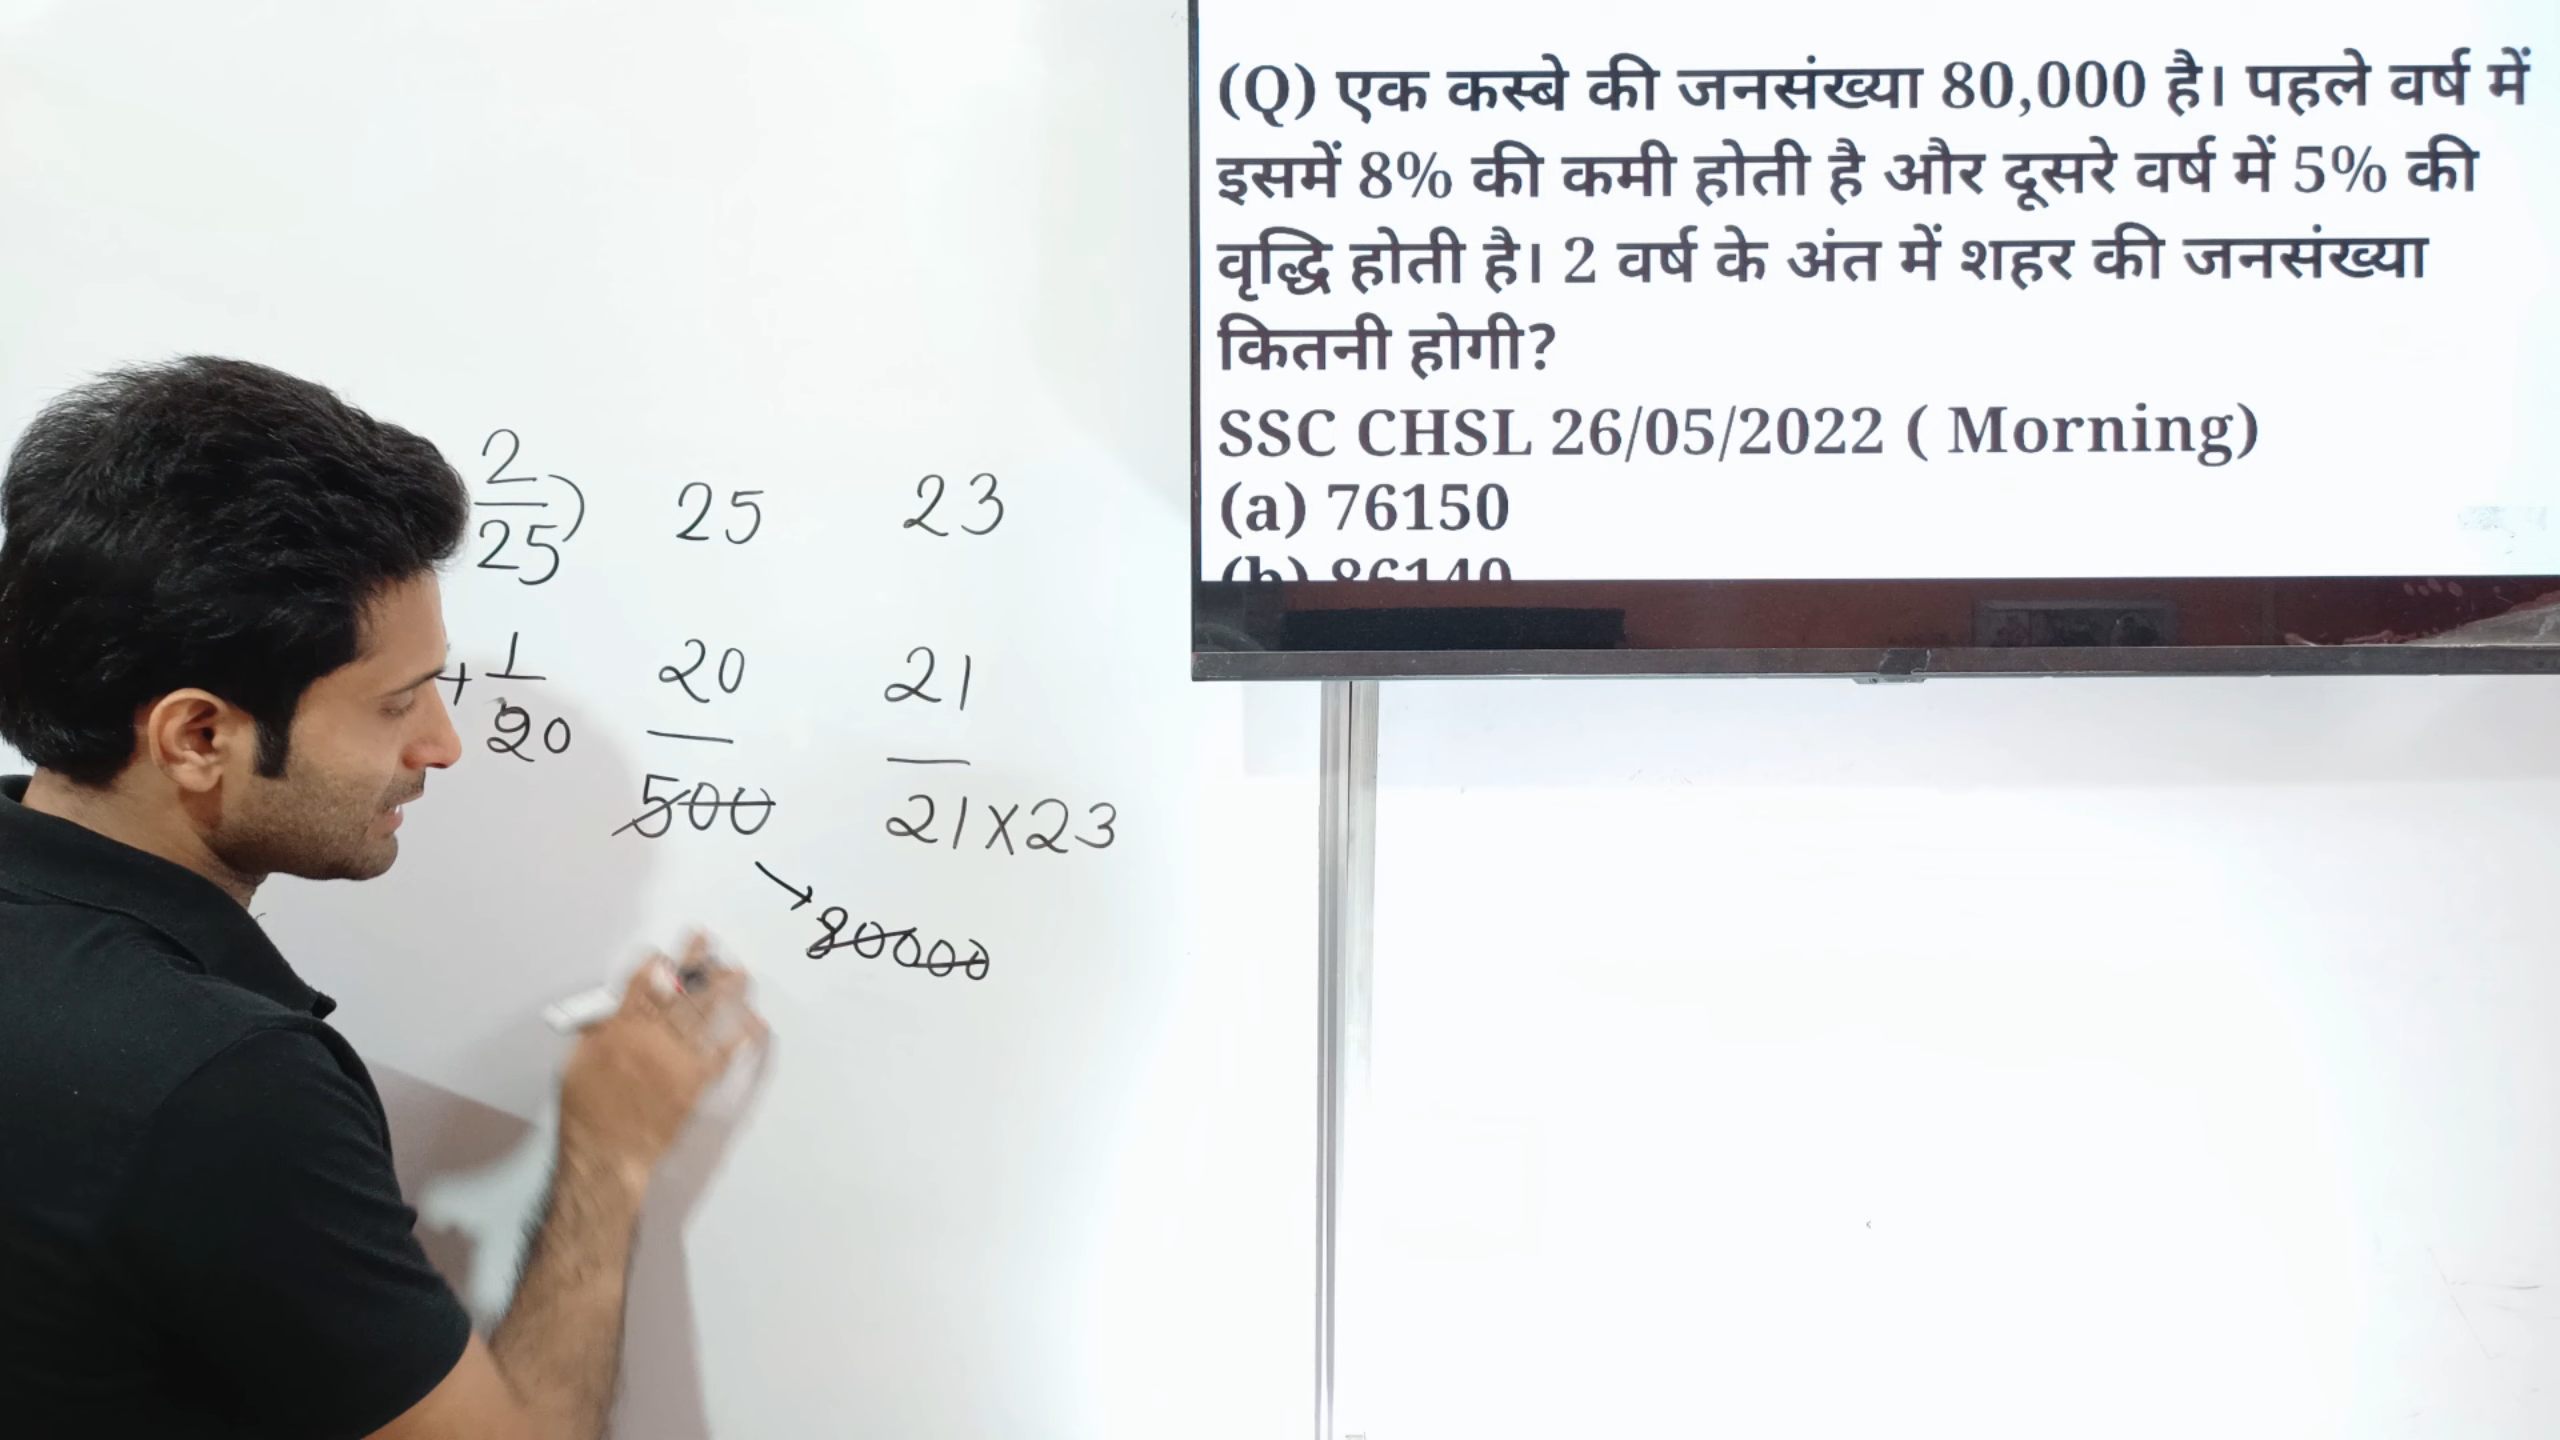 (Q) एक कस्बे की जनसंख्या 80,000 है। पहले वर्ष में
इसमें 8% की कमी होती है और दूसरे वर्ष में 5% की
वृद्धि होती है। 2 वर्ष के अंत में शहर की जनसंख्या
कितनी होगी?
SSC CHSL 26/05/2022 ( Morning)
(a) 76150
(b) 86140
2/25) 25 23
+1/20 20 21
500 21x23
80000